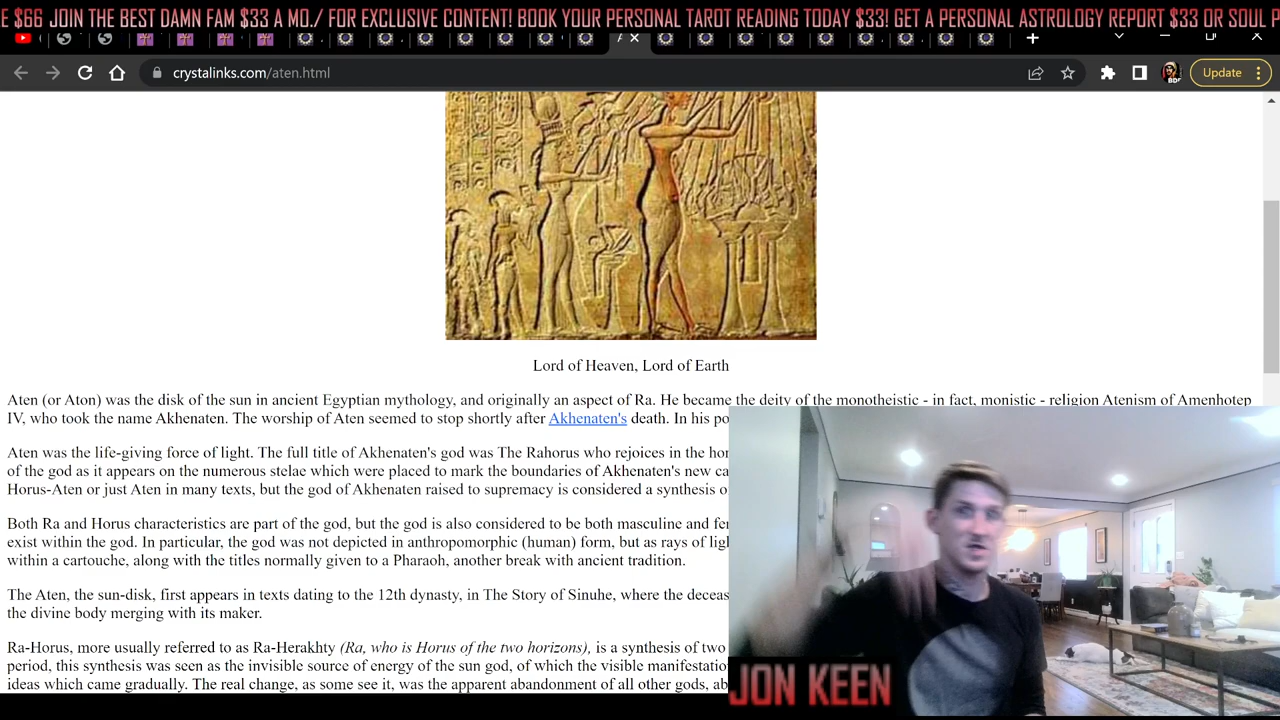 E $66 JOIN THE BEST DAMN FAM $33 A MO./ FOR EXCLUSIVE CONTENT! BOOK YOUR PERSONAL TAROT READING TODAY $33! GET A PERSONAL ASTROLOGY REPORT $33 OR SOUL P
crystalinks.com/aten.html
Update
Lord of Heaven, Lord of Earth
Aten (or Aton) was the disk of the sun in ancient Egyptian mythology, and originally an aspect of Ra. He became the deity of the monotheistic - in fact, monistic - religion Atenism of Amenhotep
IV, who took the name Akhenaten. The worship of Aten seemed to stop shortly after Akhenaten's death. In his po
Aten was the life-giving force of light. The full title of Akhenaten's god was The Rahorus who rejoices in the hor
of the god as it appears on the numerous stelae which were placed to mark the boundaries of Akhenaten's new ca
Horus-Aten or just Aten in many texts, but the god of Akhenaten raised to supremacy is considered a synthesis o
Both Ra and Horus characteristics are part of the god, but the god is also considered to be both masculine and fe
exist within the god. In particular, the god was not depicted in anthropomorphic (human) form, but as rays of lig
within a cartouche, along with the titles normally given to a Pharaoh, another break with ancient tradition.
The Aten, the sun-disk, first appears in texts dating to the 12th dynasty, in The Story of Sinuhe, where the deceas
the divine body merging with its maker.
Ra-Horus, more usually referred to as Ra-Herakhty (Ra, who is Horus of the two horizons), is a synthesis of two
period, this synthesis was seen as the invisible source of energy of the sun god, of which the visible manifestatio
ideas which came gradually. The real change, as some see it, was the apparent abandonment of all other gods, ab
JON KEEN